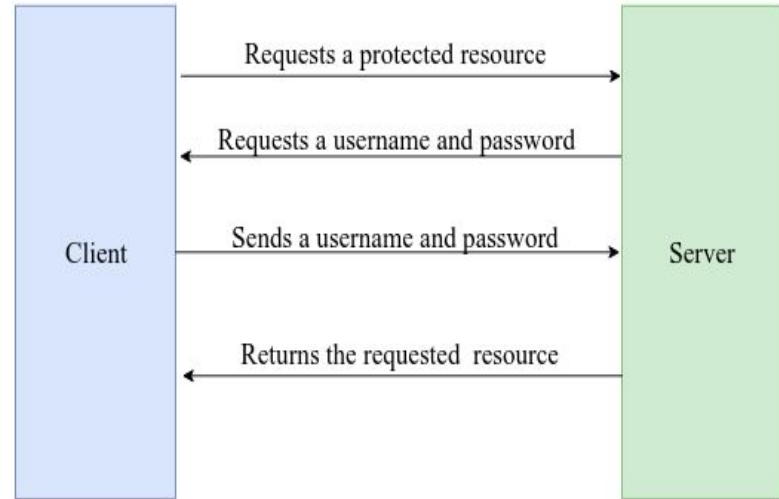 Requests a protected resource
Requests a username and password
Client
Sends a username and password
Server
Returns the requested resource